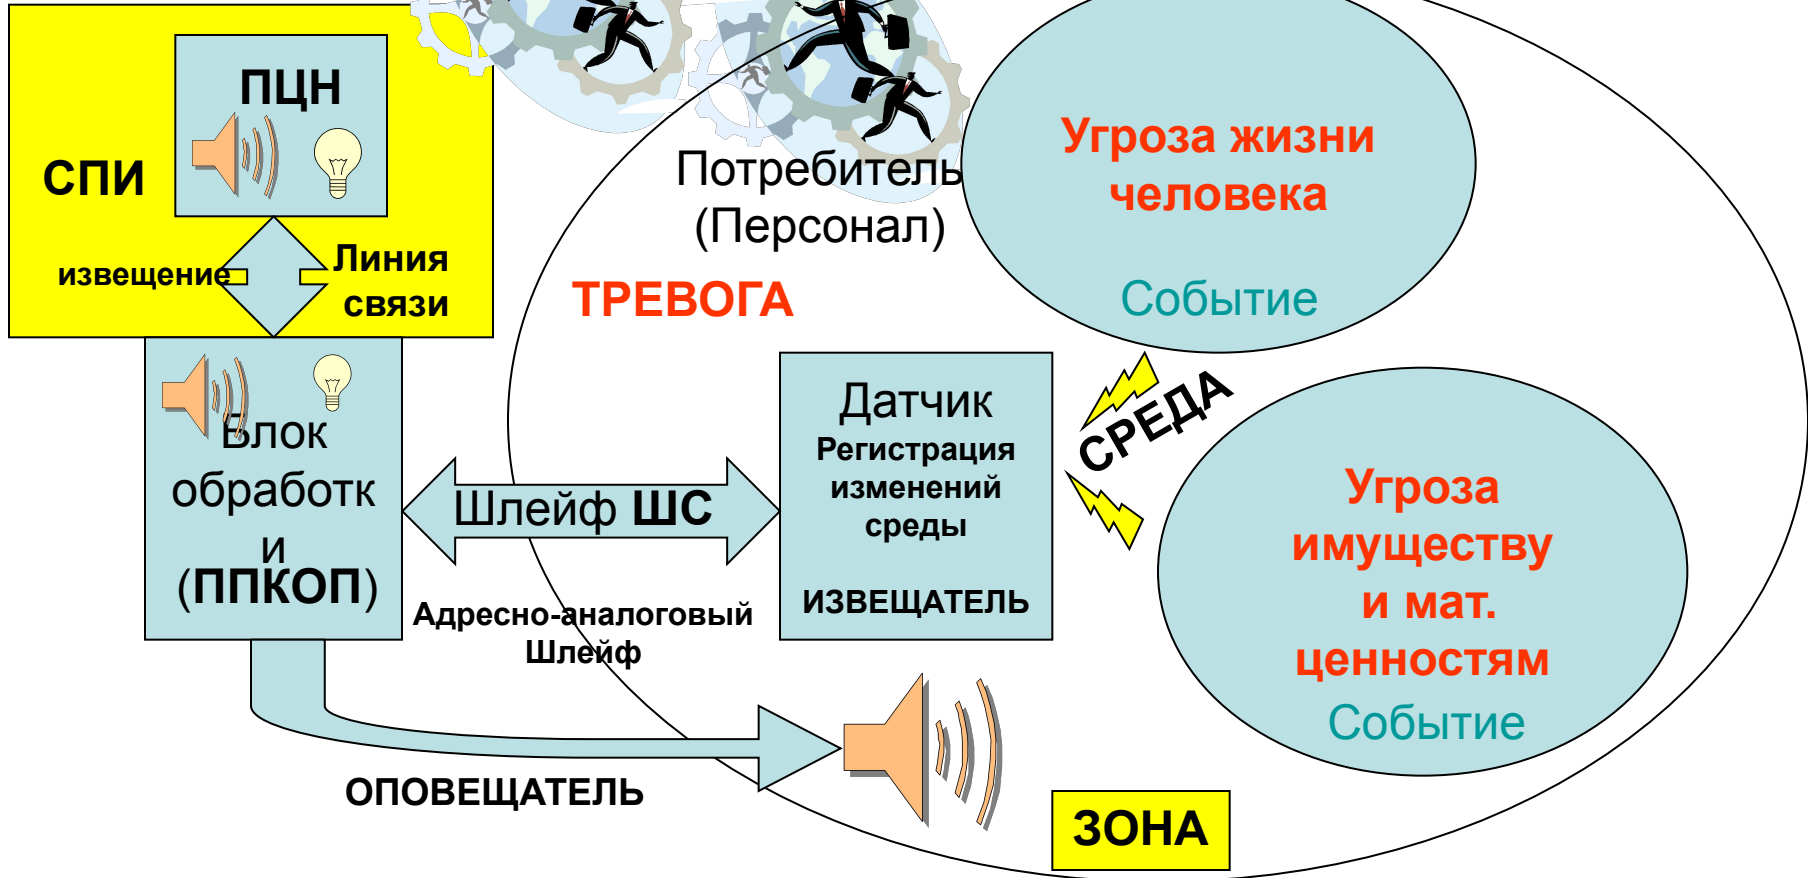 ПЦН
СПИ
извещение
Линия
связи
Блок
обработк
и
(ППКОП)
Шлейф ШС
Адресно-аналоговый
Шлейф
ОПОВЕЩАТЕЛЬ
Потребитель
(Персонал)
ТРЕВОГА
Датчик
Регистрация
изменений
среды
ИЗВЕЩАТЕЛЬ
СРЕДА
Угроза жизни
человека
Событие
Угроза
имуществу
и мат.
ценностям
Событие
ЗОНА